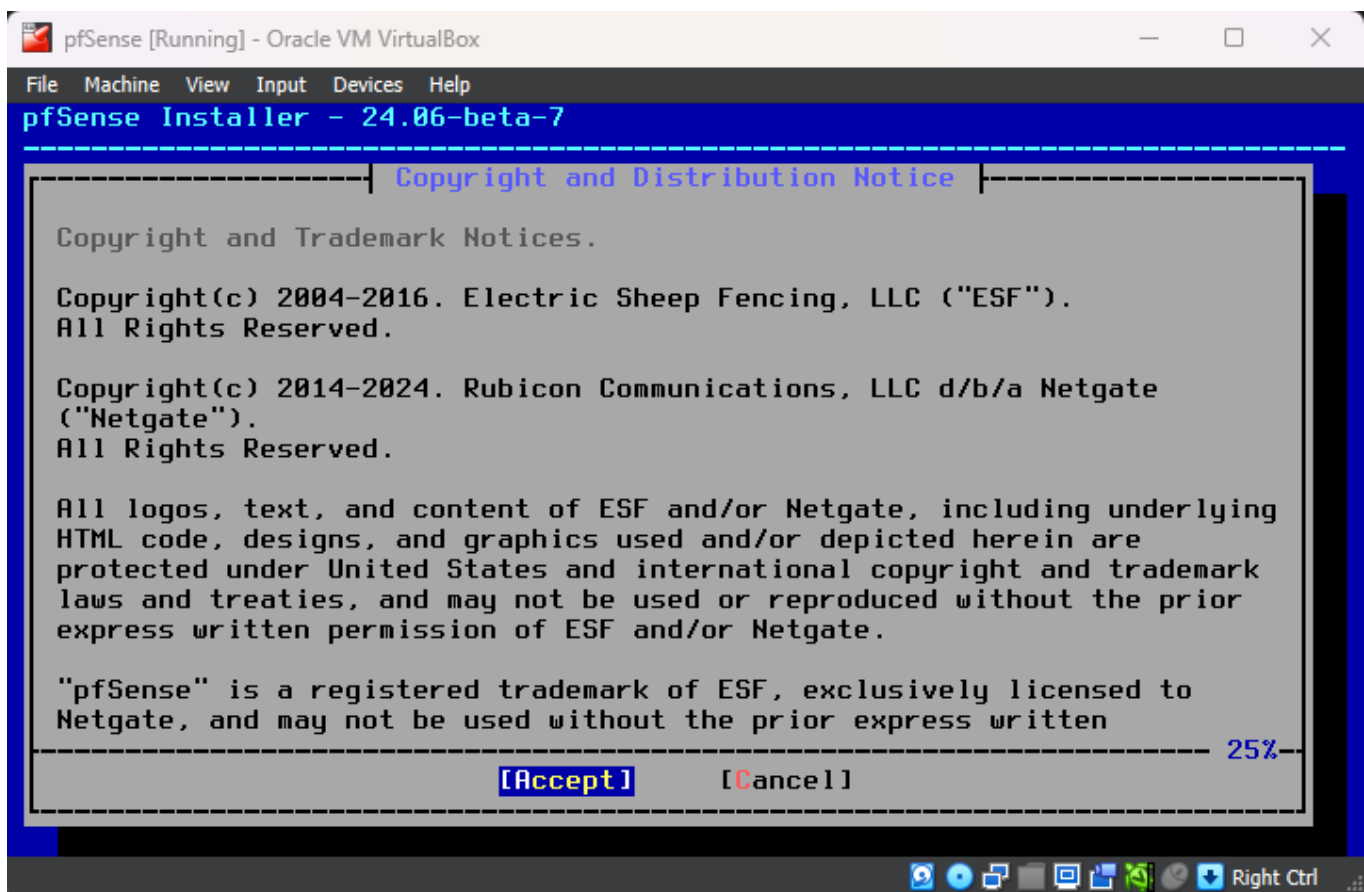 pfSense [Running] - Oracle VM VirtualBox
File Machine View Input Devices Help
pfSense Installer - 24.06-beta-7
Copyright and Distribution Notice
Copyright and Trademark Notices.
Copyright(c) 2004-2016. Electric Sheep Fencing, LLC ("ESF").
All Rights Reserved.
Copyright(c) 2014-2024. Rubicon Communications, LLC d/b/a Netgate
("Netgate").
All Rights Reserved.
All logos, text, and content of ESF and/or Netgate, including underlying
HTML code, designs, and graphics used and/or depicted herein are
protected under United States and international copyright and trademark
laws and treaties, and may not be used or reproduced without the prior
express written permission of ESF and/or Netgate.
"pfSense" is a registered trademark of ESF, exclusively licensed to
Netgate, and may not be used without the prior express written
25%
[Accept] [Cancel]
Right Ctrl